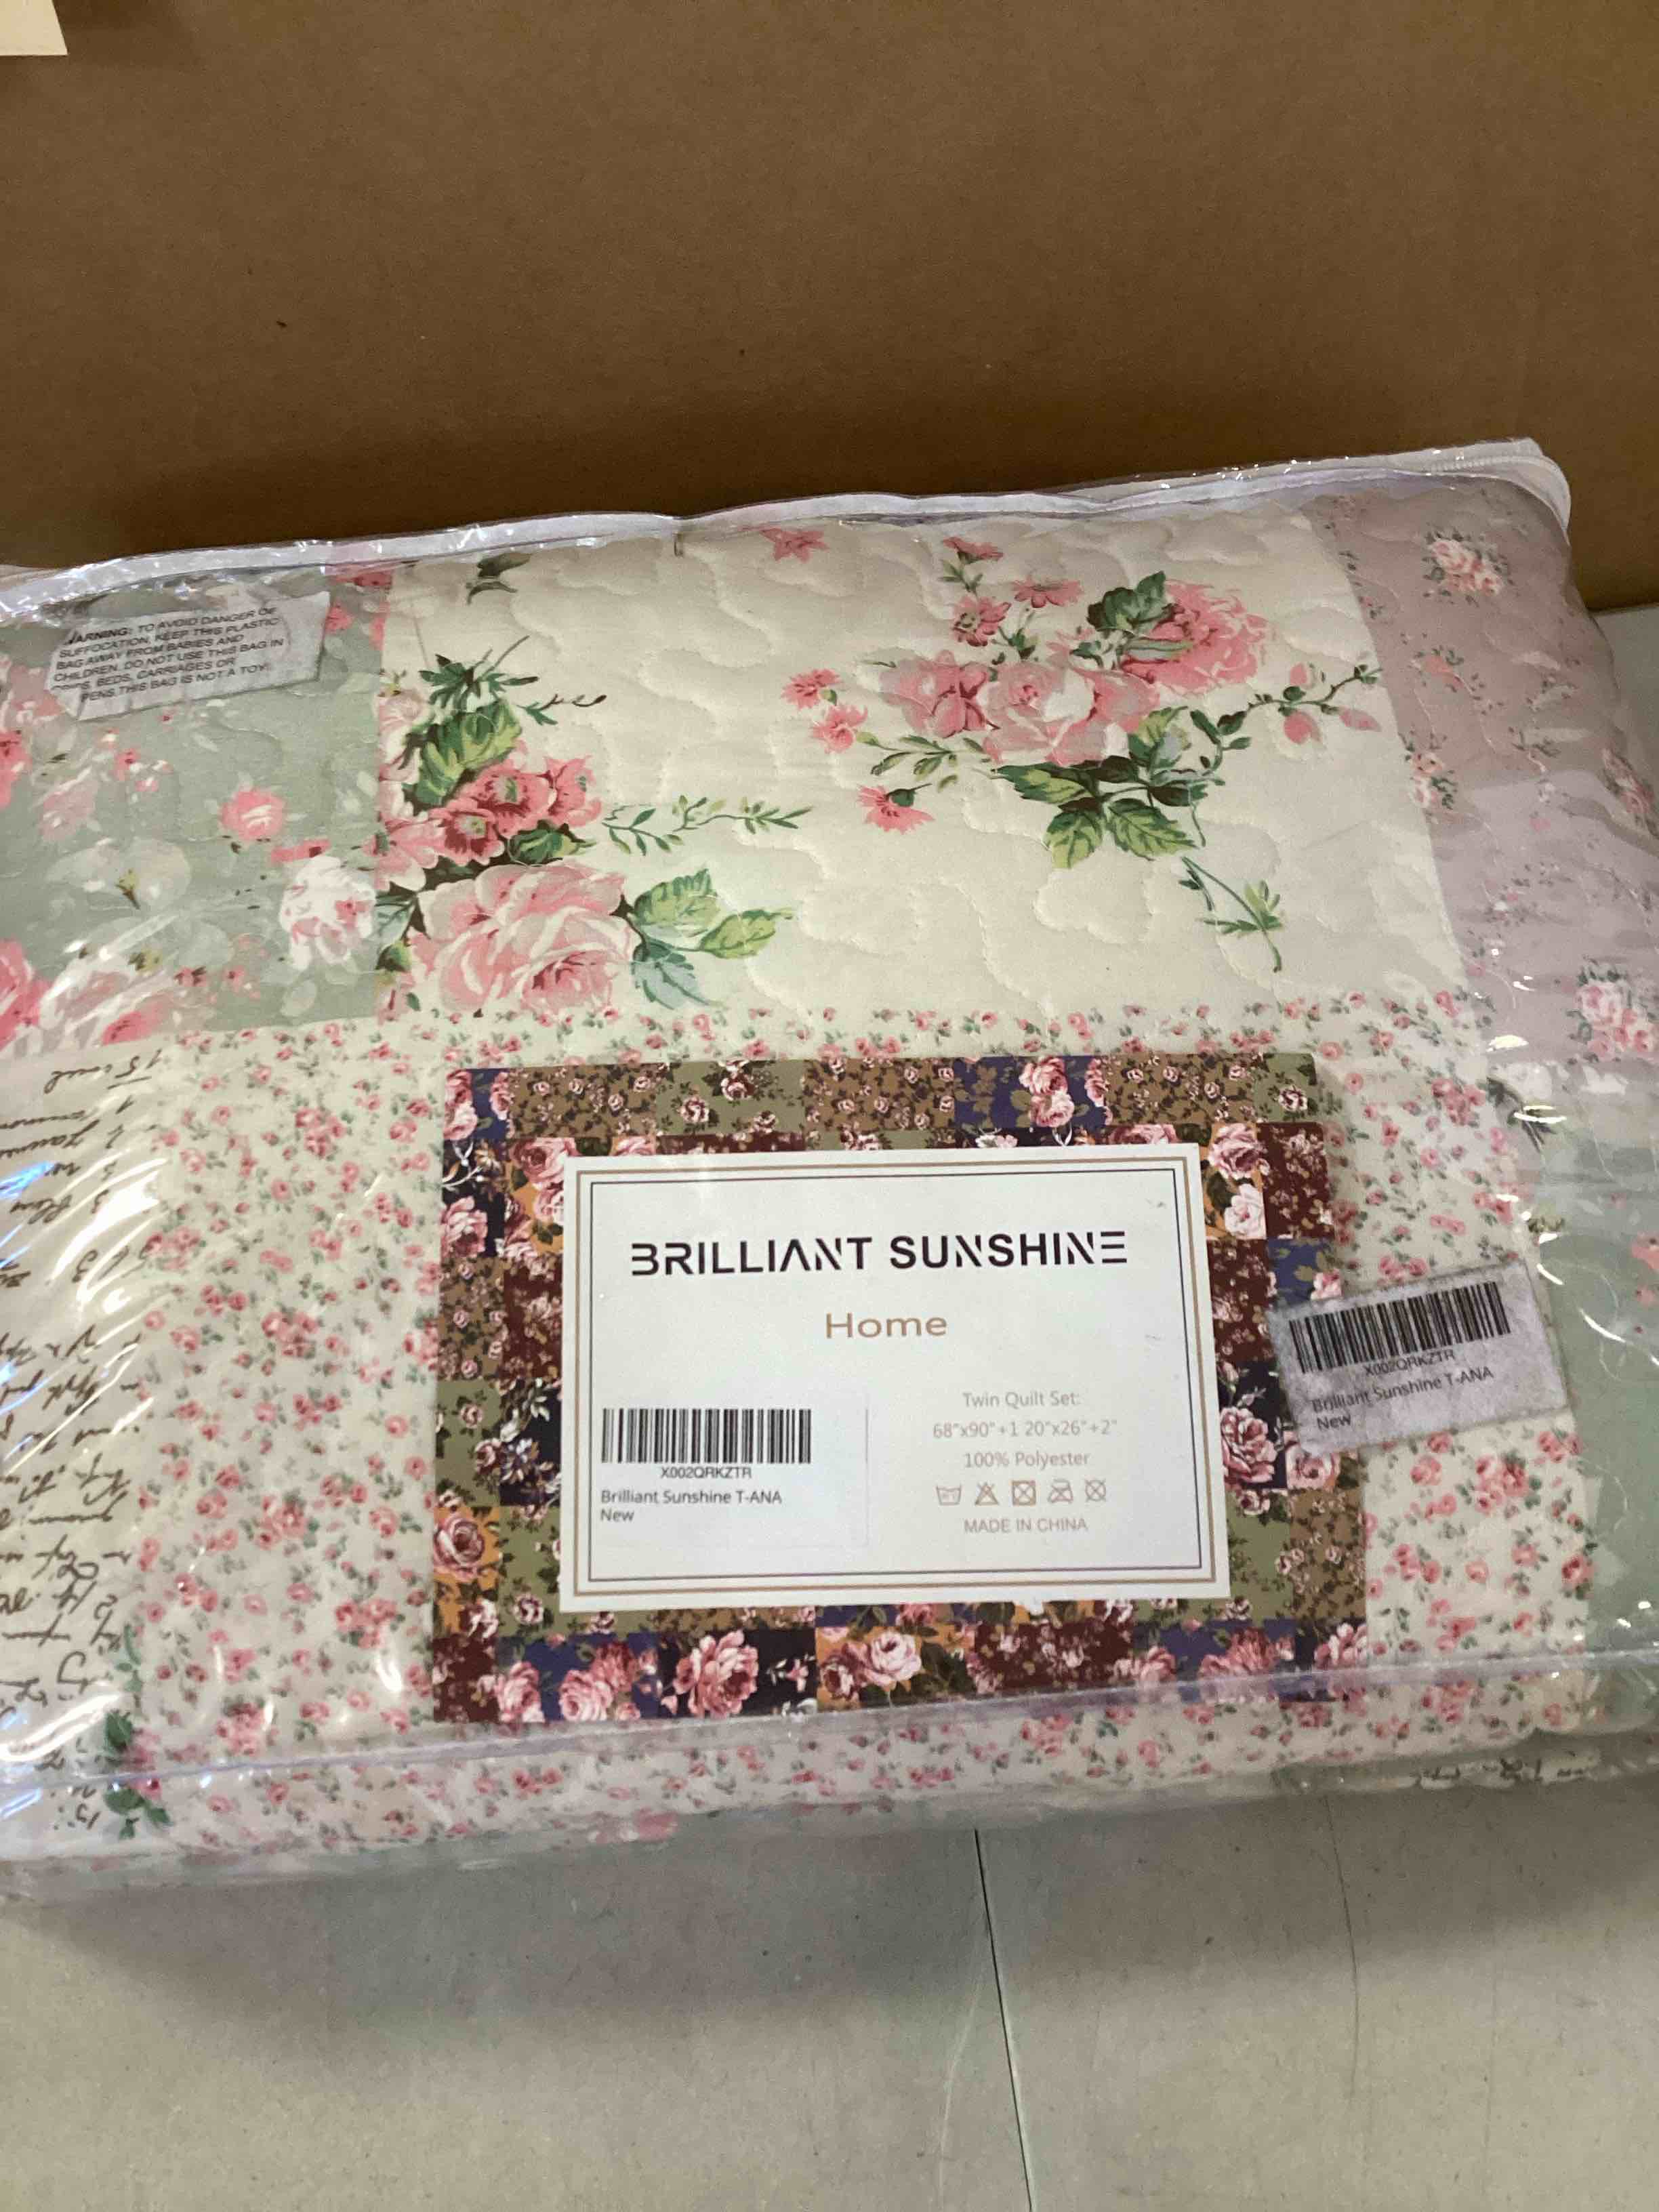 WARNING: TO AVOID DANGER OF
SUFFOCATION, KEEP THIS PLASTIC
BAG AWAY FROM BABIES AND
CHILDREN. DO NOT USE THIS BAG IN
CRIBS, BEDS, CARRIAGES OR
PENS.THIS BAG IS NOT A TOY.
BRILLIANT SUNSHINE
Home
X002QRKZTR
Brilliant Sunshine T-ANA
New
Twin Quilt Set:
68"x90"+1 20"x26"+2"
100% Polyester
MADE IN CHINA
X002QRKZTR
Brilliant Sunshine T-ANA
New